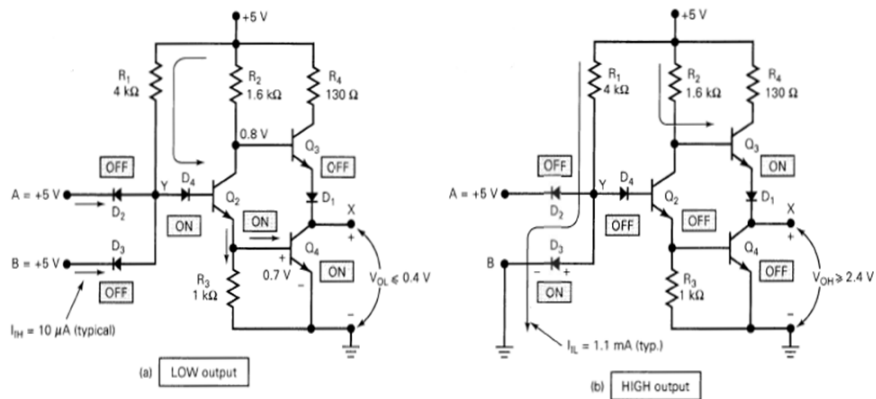 +5 V
R1
4 kΩ
R2
1.6 kΩ
R4
130 Ω
0.8 V
Q3
OFF
OFF
A = +5 V
D2
Y
D4
ON
Q2
ON
D1
X
+
B = +5 V
D3
OFF
+
0.7 V
–
Q4
ON
R3
1 kΩ
VOL ⩽ 0.4 V
–
IIH = 10 µA (typical)
(a) LOW output
+5 V
R1
4 kΩ
R2
1.6 kΩ
R4
130 Ω
Q3
ON
OFF
A = +5 V
D2
Y
D4
OFF
Q2
OFF
D1
X
+
B
D3
– +
ON
Q4
OFF
R3
1 kΩ
VOH ⩾ 2.4 V
–
IIL = 1.1 mA (typ.)
(b) HIGH output